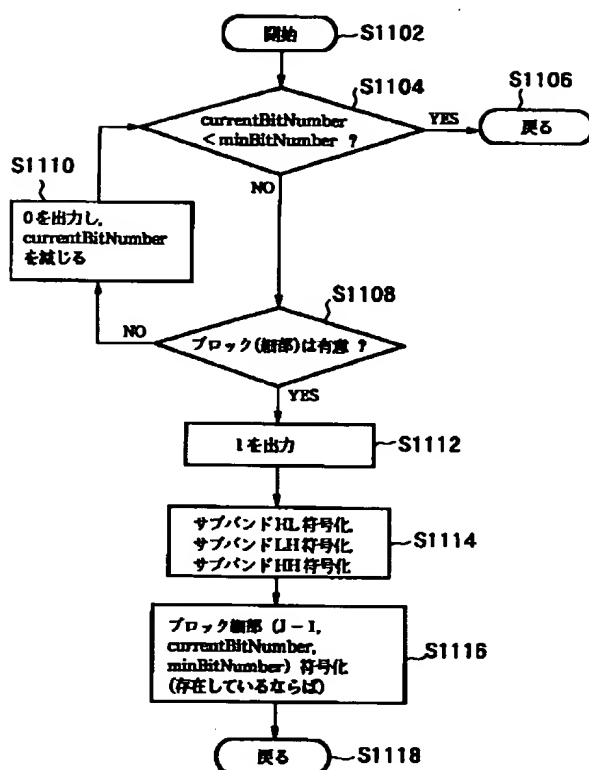 開始
S1102
S1104
currentBitNumber
< minBitNumber ?
YES
S1106
戻る
NO
S1110
0を出力し,
currentBitNumber
を減じる
S1108
NO
ブロック(細部)は有意 ?
YES
1を出力
S1112
サブバンドHL符号化,
サブバンドLH符号化,
サブバンドHH符号化
S1114
ブロック細部 (J-1,
currentBitNumber,
minBitNumber) 符号化
(存在しているならば)
S1116
戻る
S1118